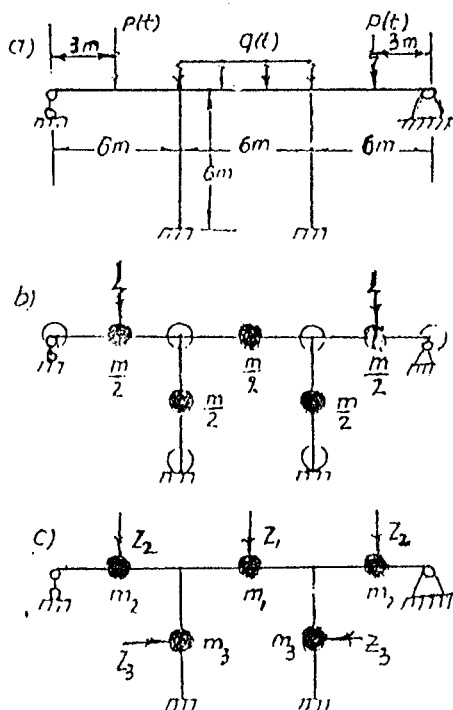 a) P(t) P(t)
3m q(t) 3m
6m 6m 6m
6m
b)
m/2 m/2 m/2
m/2 m/2
c) Z₂ Z₁ Z₂
m₂ m₁
Z₃ m₃ m₃ Z₃